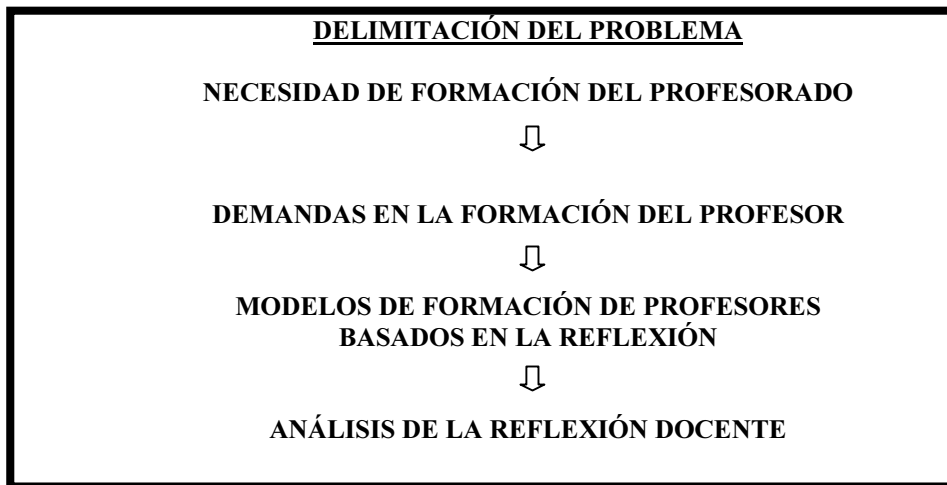 DELIMITACIÓN DEL PROBLEMA
NECESIDAD DE FORMACIÓN DEL PROFESORADO
DEMANDAS EN LA FORMACIÓN DEL PROFESOR
MODELOS DE FORMACIÓN DE PROFESORES
BASADOS EN LA REFLEXIÓN
ANÁLISIS DE LA REFLEXIÓN DOCENTE